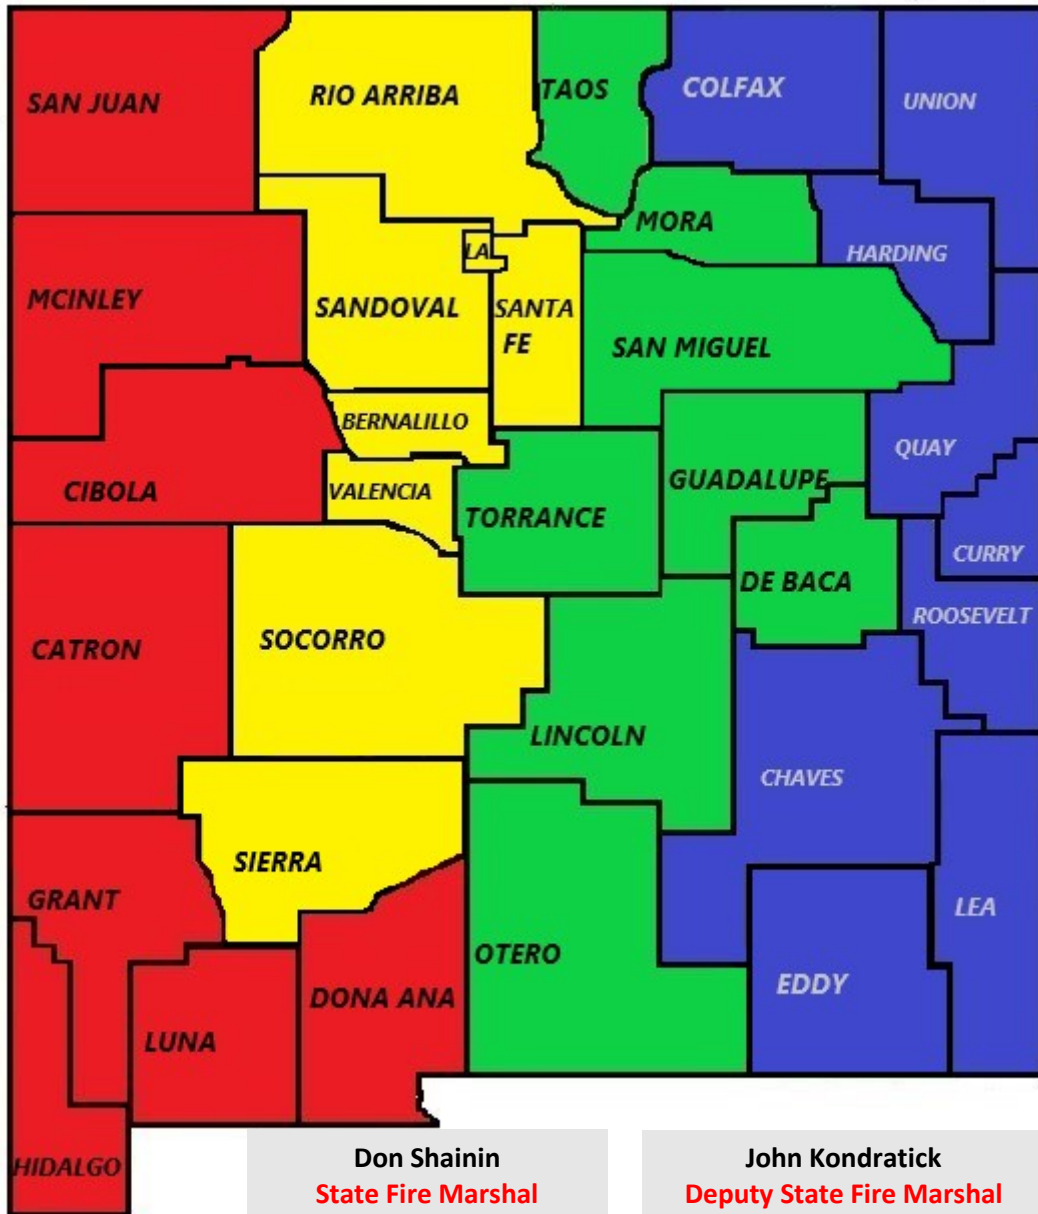 SAN JUAN
RIO ARRIBA
TAOS
COLFAX
UNION
MORA
LA
HARDING
MCINLEY
SANDOVAL
SANTA
FE
SAN MIGUEL
BERNALILLO
QUAY
CIBOLA
VALENCIA
GUADALUPE
TORRANCE
CURRY
DE BACA
ROOSEVELT
CATRON
SOCORRO
LINCOLN
CHAVES
SIERRA
GRANT
LEA
OTERO
EDDY
DONA ANA
LUNA
HIDALGO
Don Shainin
State Fire Marshal
John Kondratick
Deputy State Fire Marshal